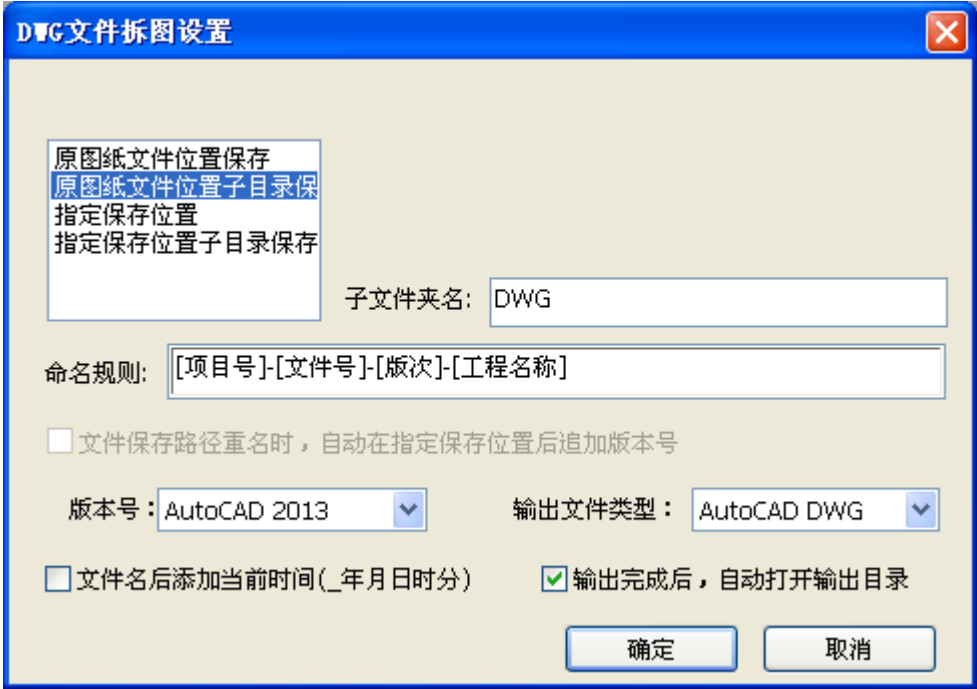 DWG文件拆图设置
原图纸文件位置保存
原图纸文件位置子目录保
指定保存位置
指定保存位置子目录保存
子文件夹名: DWG
命名规则: [项目号]-[文件号]-[版次]-[工程名称]
文件保存路径重名时，自动在指定保存位置后追加版本号
版本号： AutoCAD 2013 输出文件类型： AutoCAD DWG
文件名后添加当前时间(_年月日时分) 输出完成后，自动打开输出目录
确定 取消